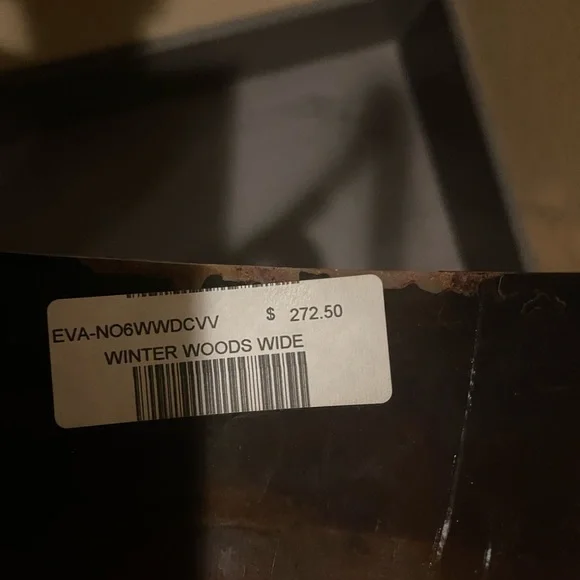 EVA-NO6WWDCVV $ 272.50
WINTER WOODS WIDE